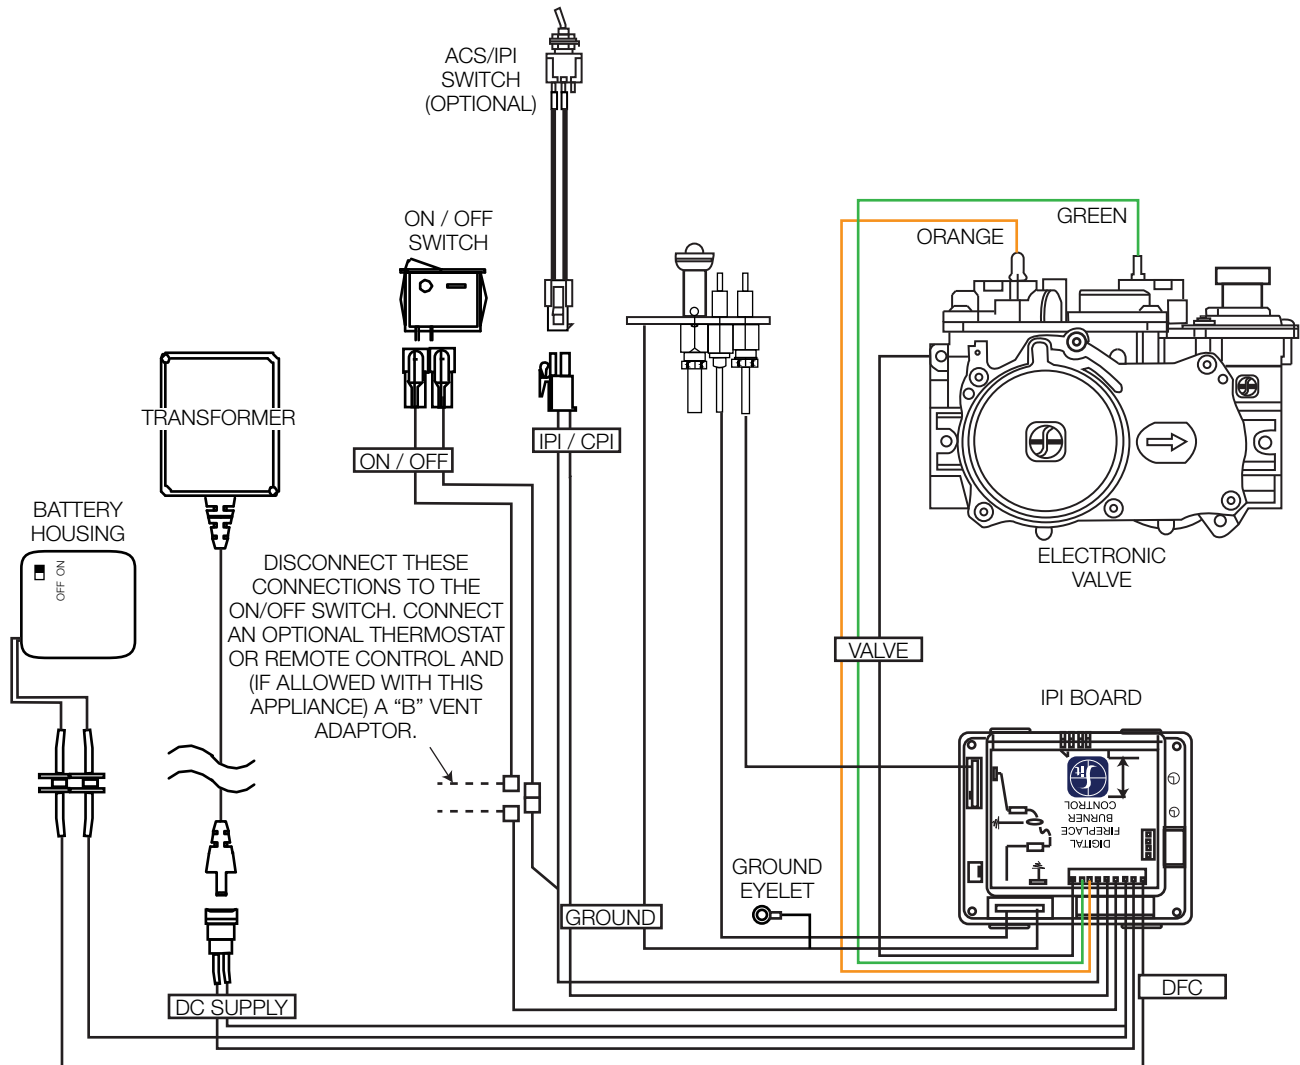 ACS/IPI
SWITCH
(OPTIONAL)
ON / OFF
SWITCH
GREEN
ORANGE
TRANSFORMER
ON / OFF
IPI / CPI
BATTERY
HOUSING
OFF ON
DISCONNECT THESE
CONNECTIONS TO THE
ON/OFF SWITCH. CONNECT
AN OPTIONAL THERMOSTAT
OR REMOTE CONTROL AND
(IF ALLOWED WITH THIS
APPLIANCE) A “B” VENT
ADAPTOR.
ELECTRONIC
VALVE
VALVE
IPI BOARD
sit
DIGITAL
FIREPLACE
BURNER
CONTROL
GROUND
EYELET
GROUND
DC SUPPLY
DFC